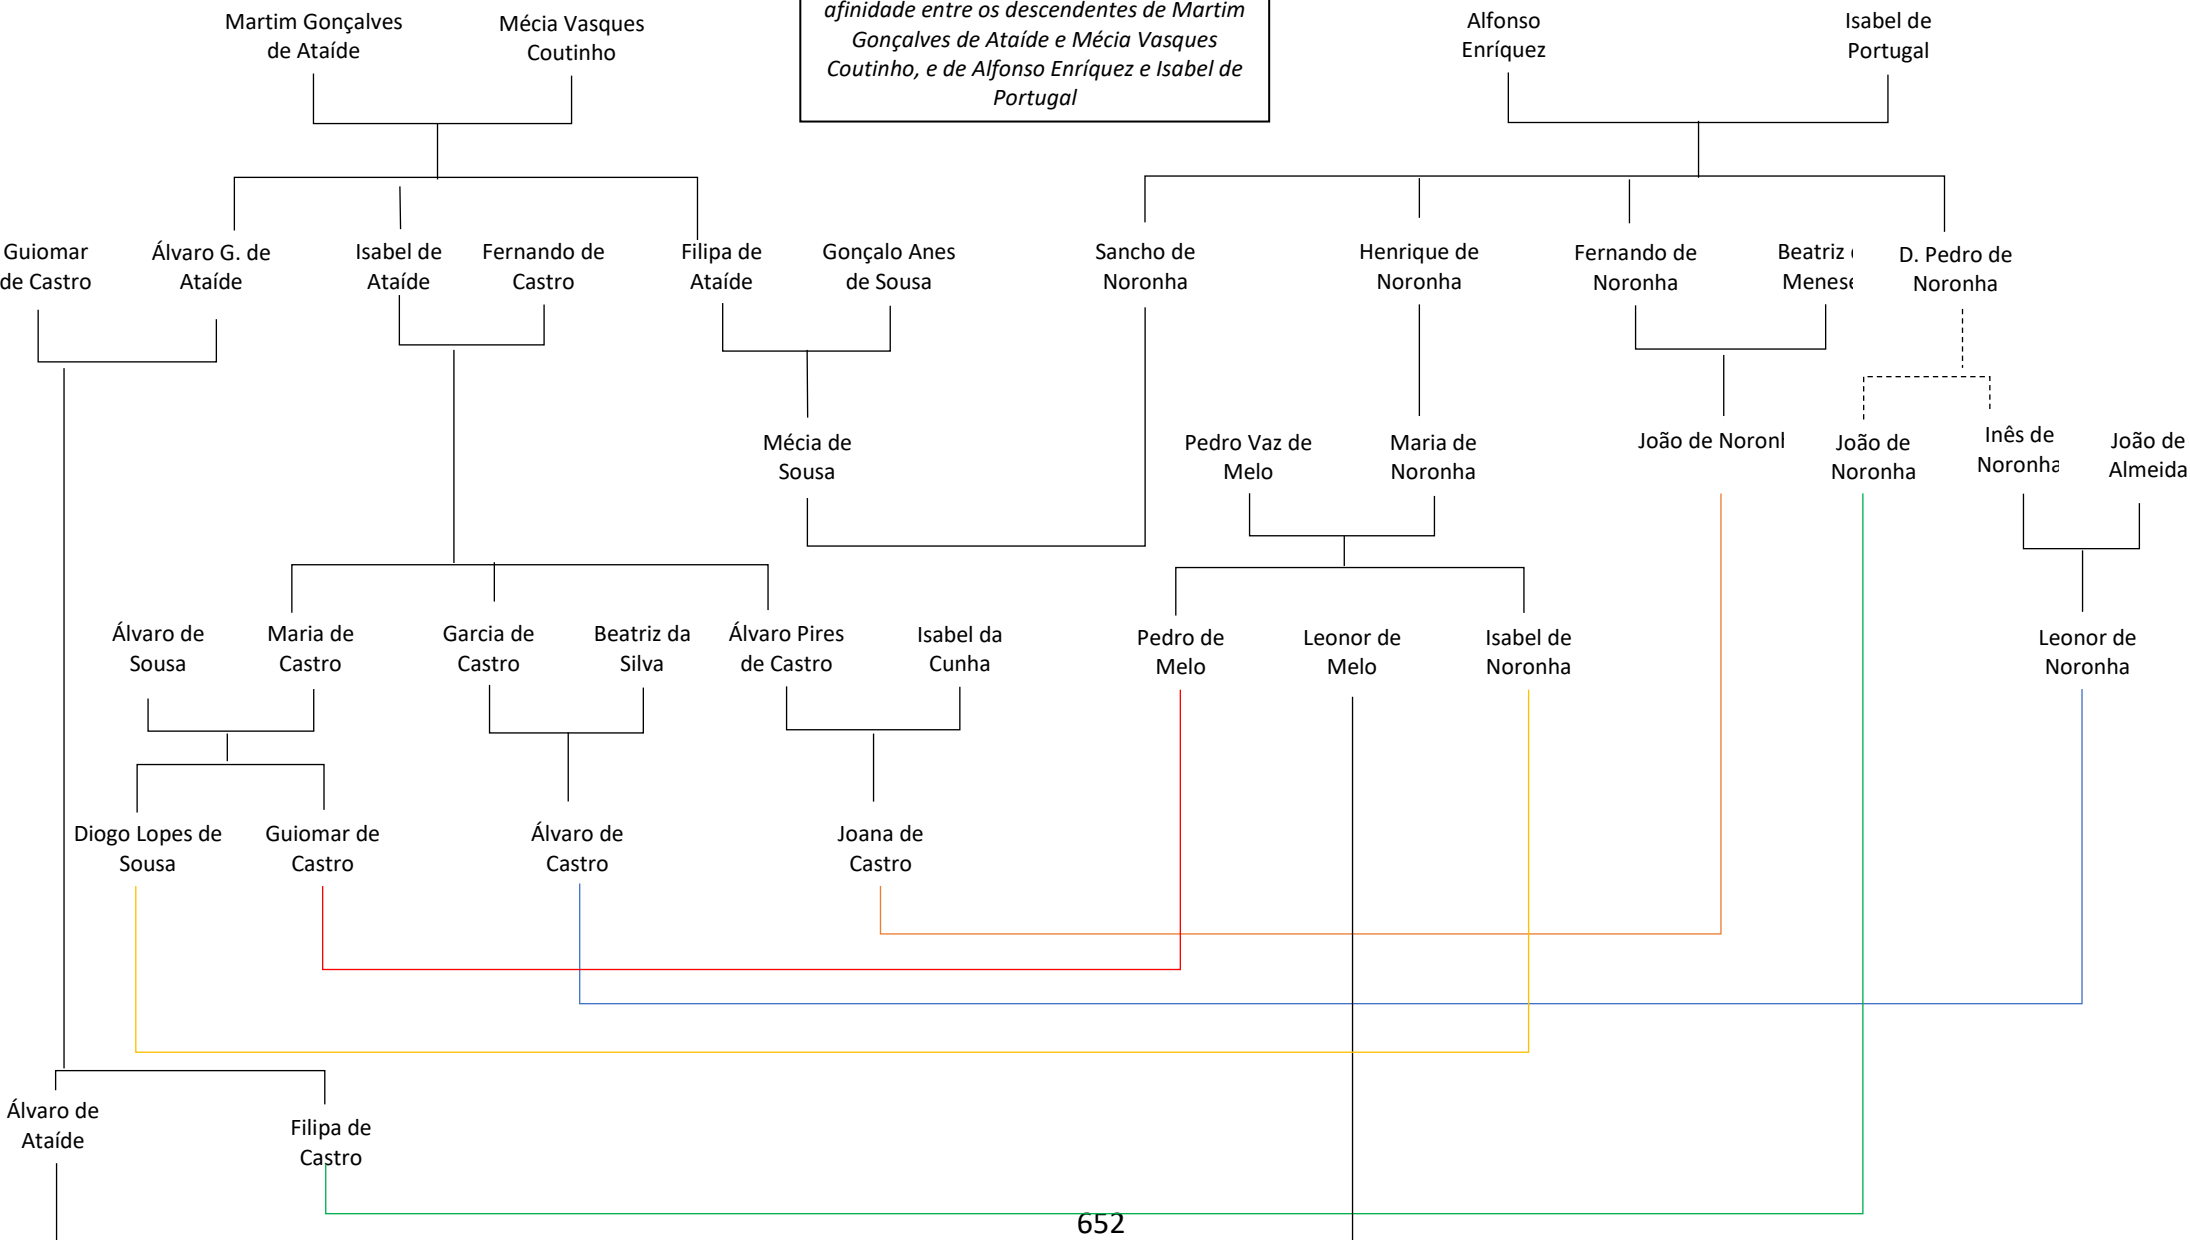 afinidade entre os descendentes de Martim
Gonçalves de Ataíde e Mécia Vasques
Coutinho, e de Alfonso Enríquez e Isabel de
Portugal
Martim Gonçalves
de Ataíde
Mécia Vasques
Coutinho
Alfonso
Enríquez
Isabel de
Portugal
Guiomar
de Castro
Álvaro G. de
Ataíde
Isabel de
Ataíde
Fernando de
Castro
Filipa de
Ataíde
Gonçalo Anes
de Sousa
Sancho de
Noronha
Henrique de
Noronha
Fernando de
Noronha
Beatriz
D. Pedro de
Noronha
Mécia de
Sousa
Pedro Vaz de
Melo
Maria de
Noronha
João de
João de
Noronha
Inês de
Noronha
João de
Almeida
Álvaro de
Sousa
Maria de
Castro
Garcia de
Castro
Beatriz da
Silva
Álvaro Pires
de Castro
Isabel da
Cunha
Pedro de
Melo
Leonor de
Melo
Isabel de
Noronha
Leonor de
Noronha
Diogo Lopes de
Sousa
Guiomar de
Castro
Álvaro de
Castro
Joana de
Castro
Álvaro de
Ataíde
Filipa de
Castro
652